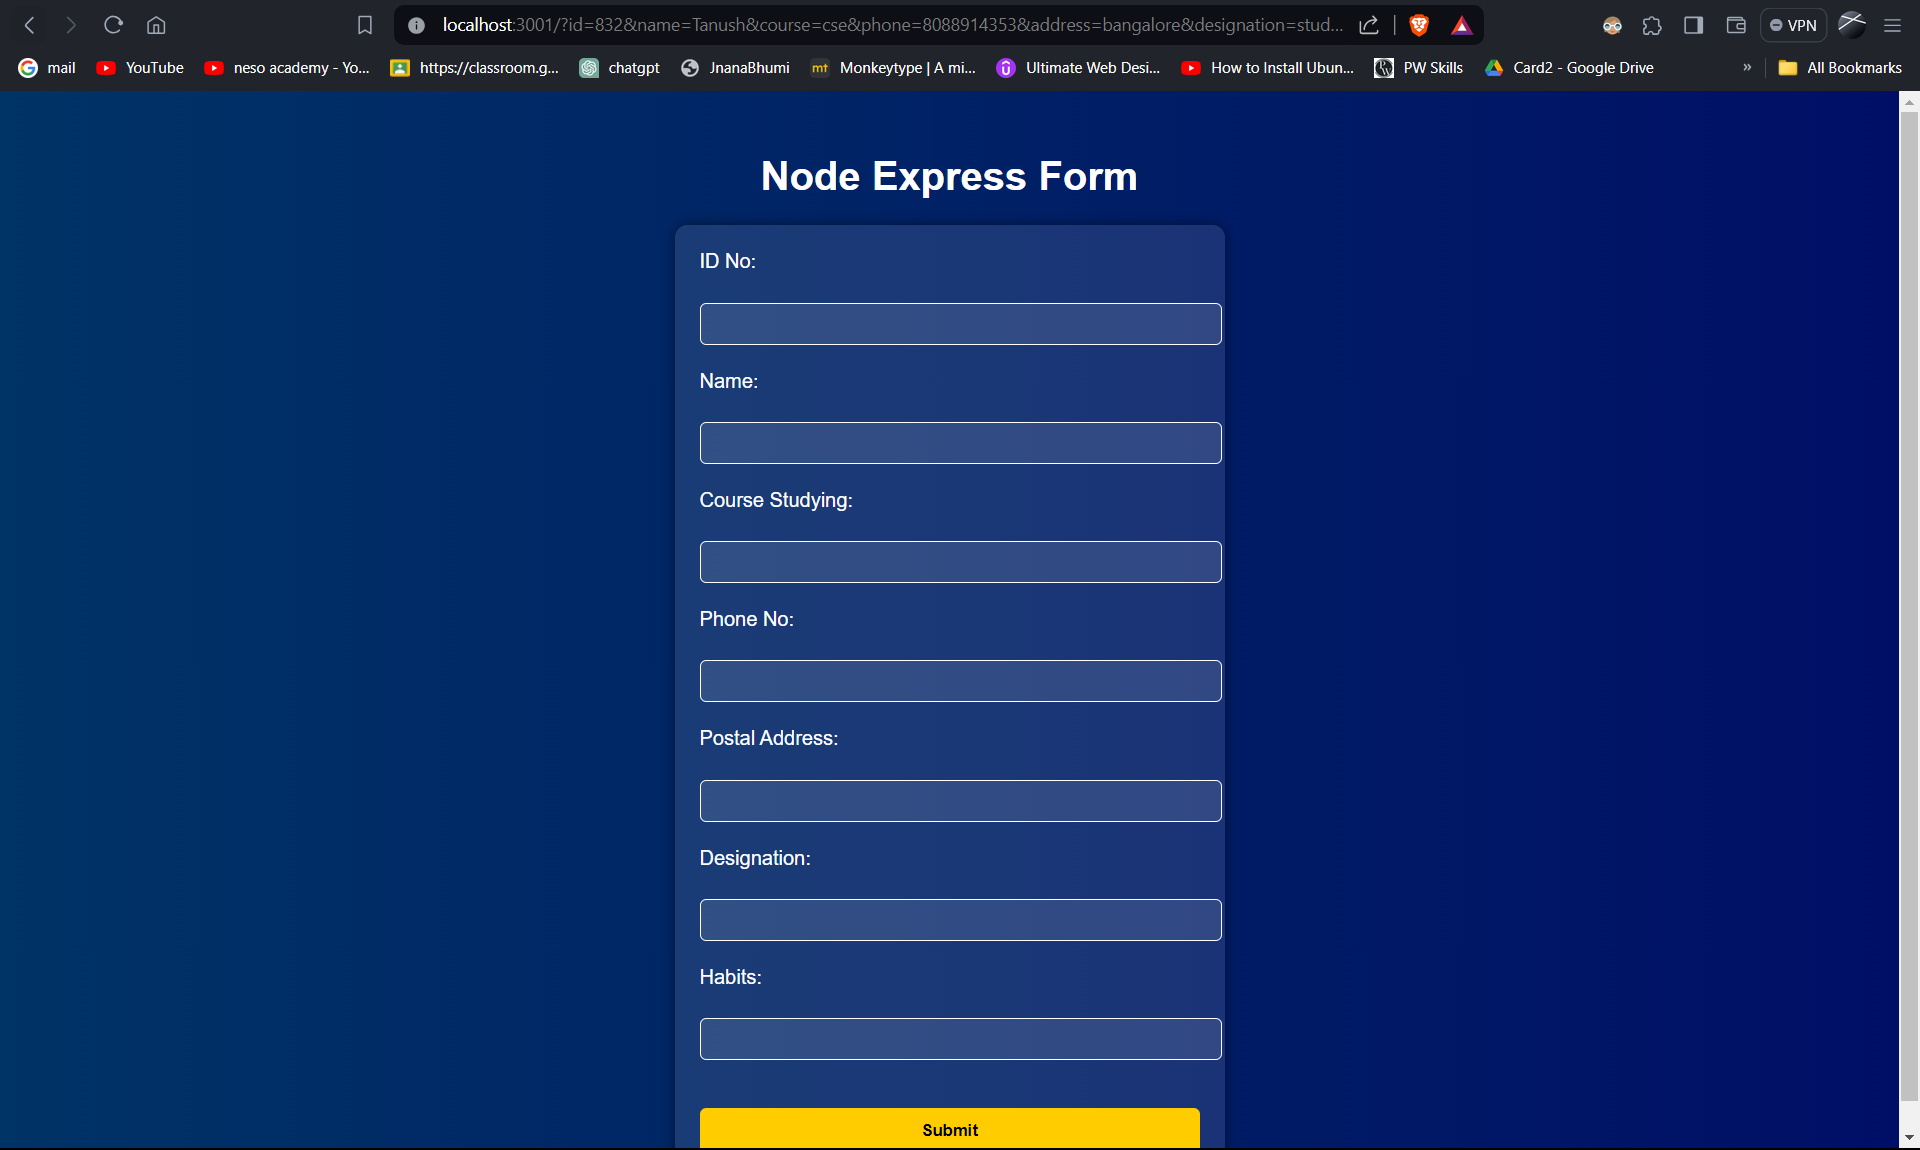 localhost:3001/?id=832&name=Tanush&course=cse&phone=8088914353&address=bangalore&designation=stud...
VPN
mail YouTube neso academy - Yo... https://classroom.g... chatgpt JnanaBhumi mt Monkeytype | A mi... Ultimate Web Desi... How to Install Ubun... PW Skills Card2 - Google Drive » All Bookmarks
Node Express Form
ID No:
Name:
Course Studying:
Phone No:
Postal Address:
Designation:
Habits:
Submit